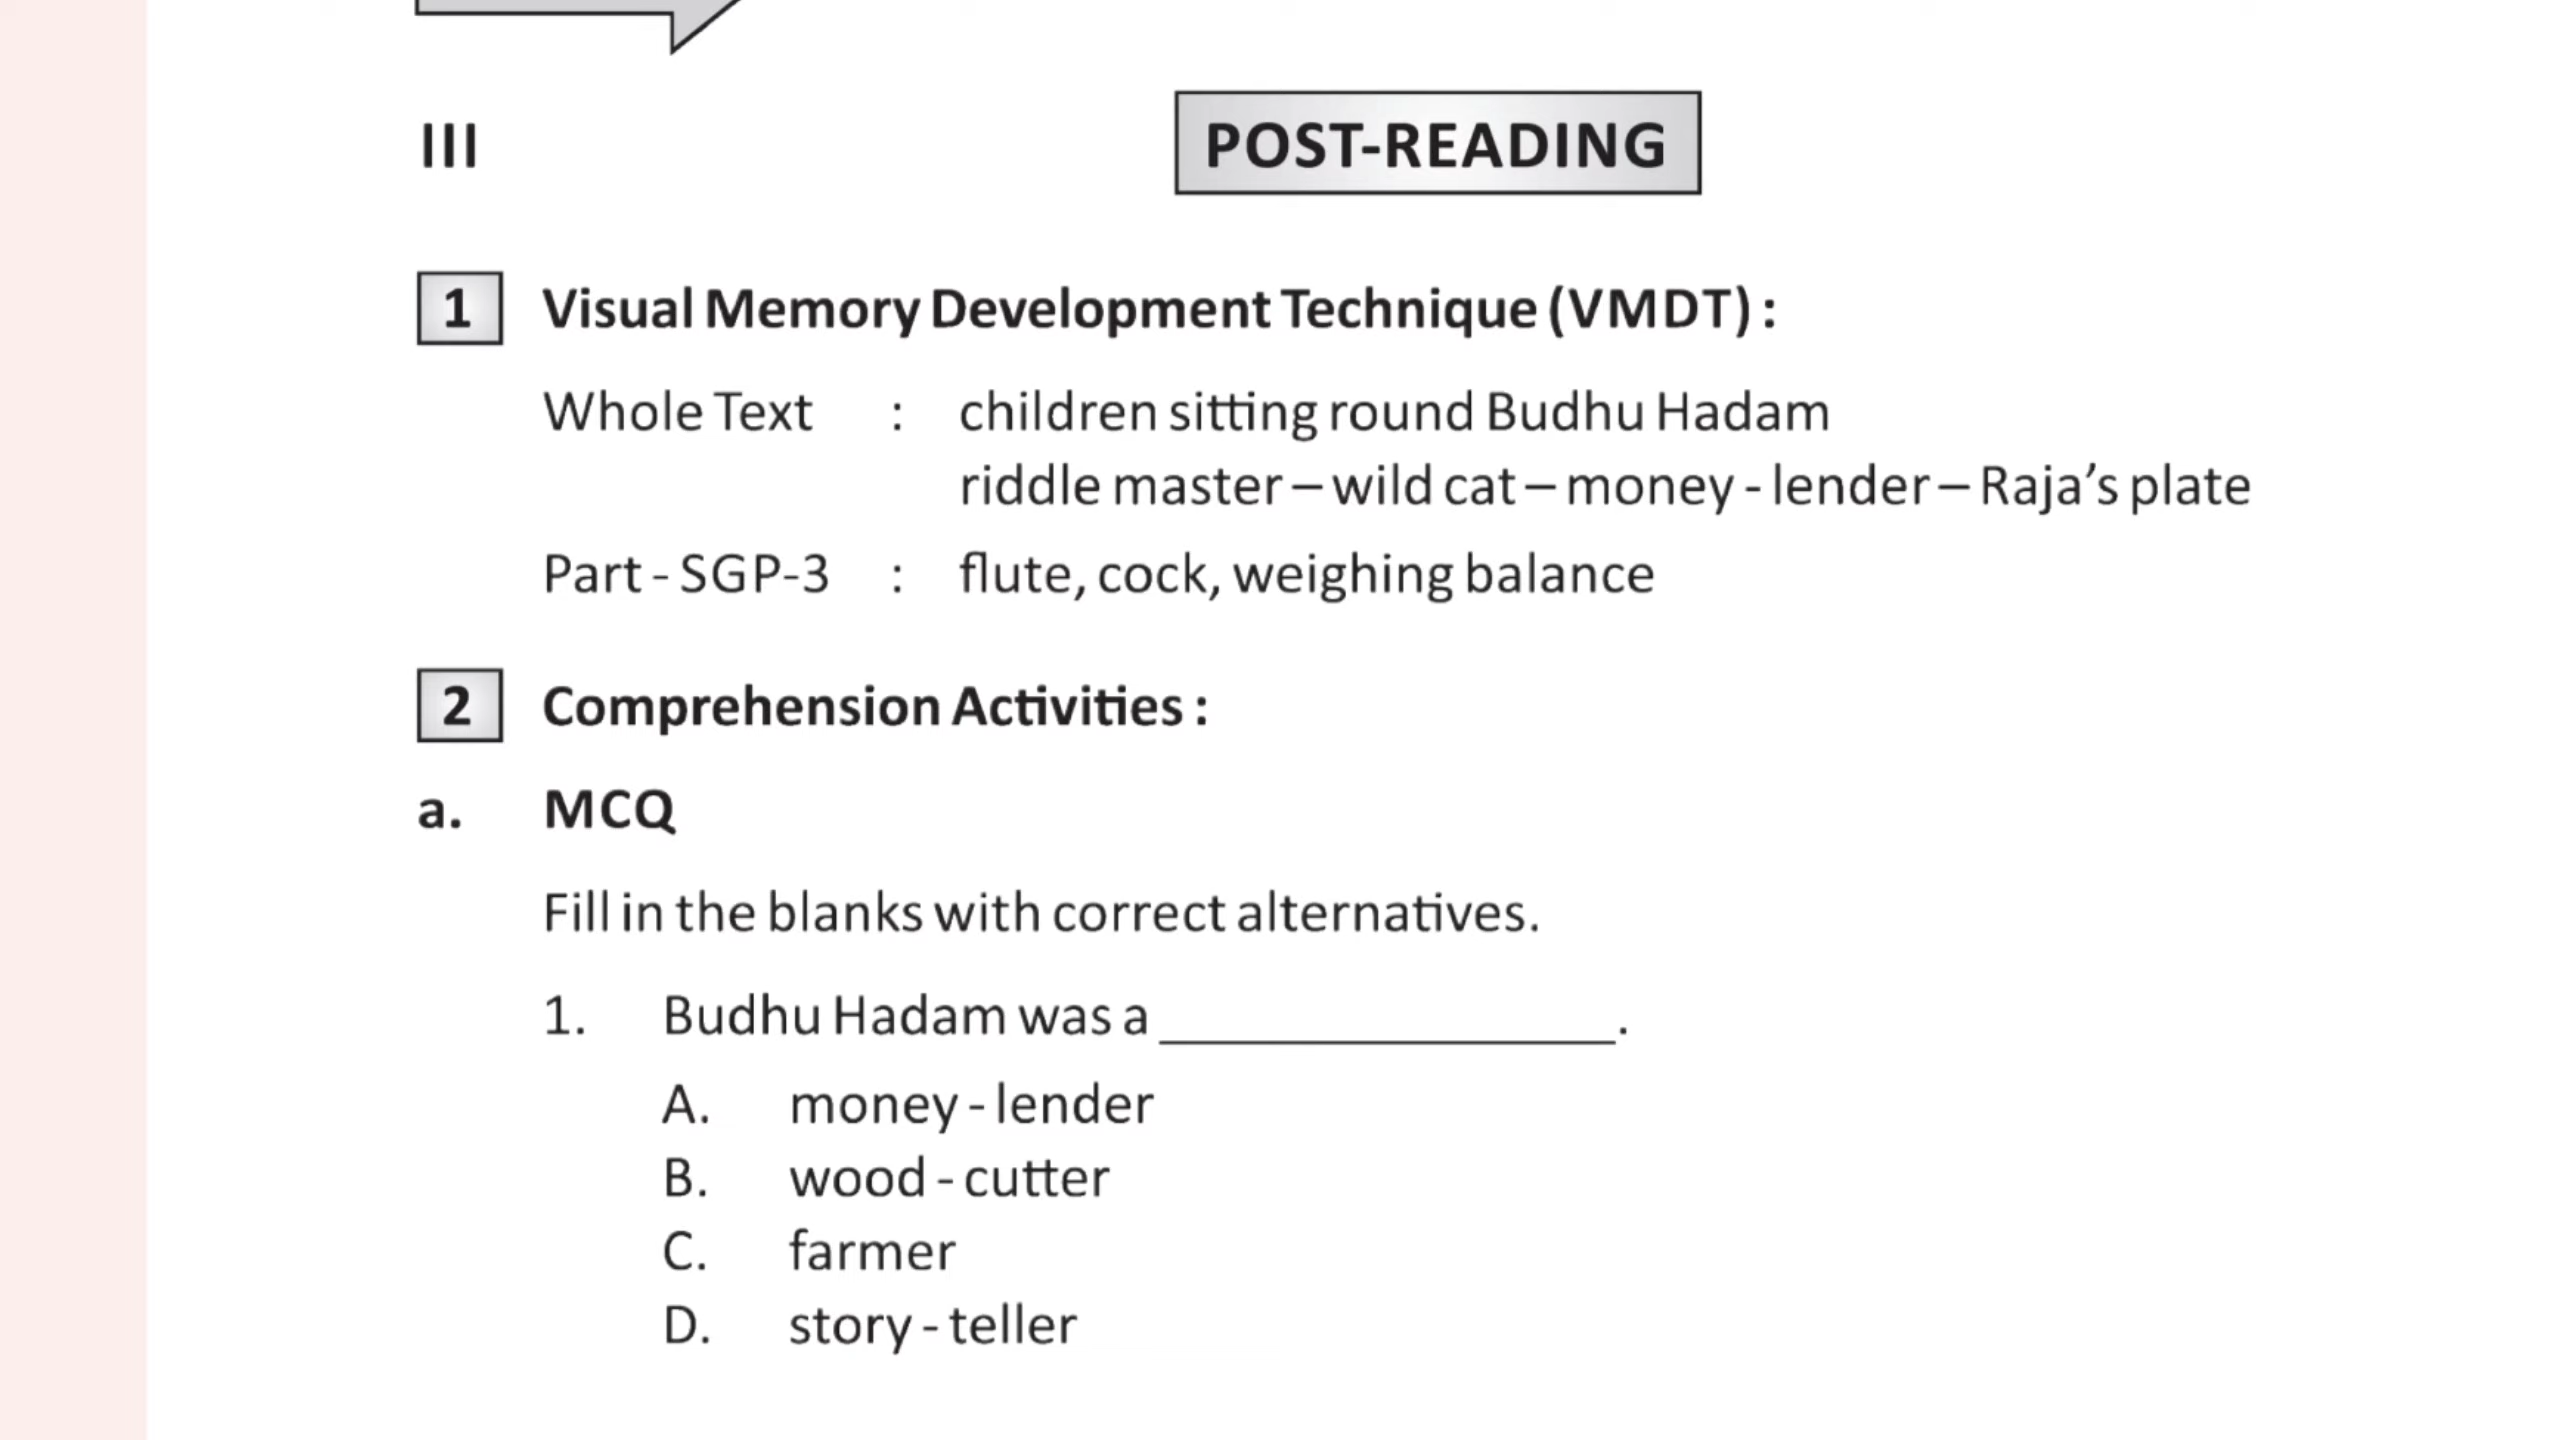 III
POST-READING
1 Visual Memory Development Technique (VMDT) :
Whole Text : children sitting round Budhu Hadam
riddle master – wild cat – money - lender – Raja’s plate
Part - SGP-3 : flute, cock, weighing balance
2 Comprehension Activities :
a. MCQ
Fill in the blanks with correct alternatives.
1. Budhu Hadam was a _______________.
A. money - lender
B. wood - cutter
C. farmer
D. story - teller